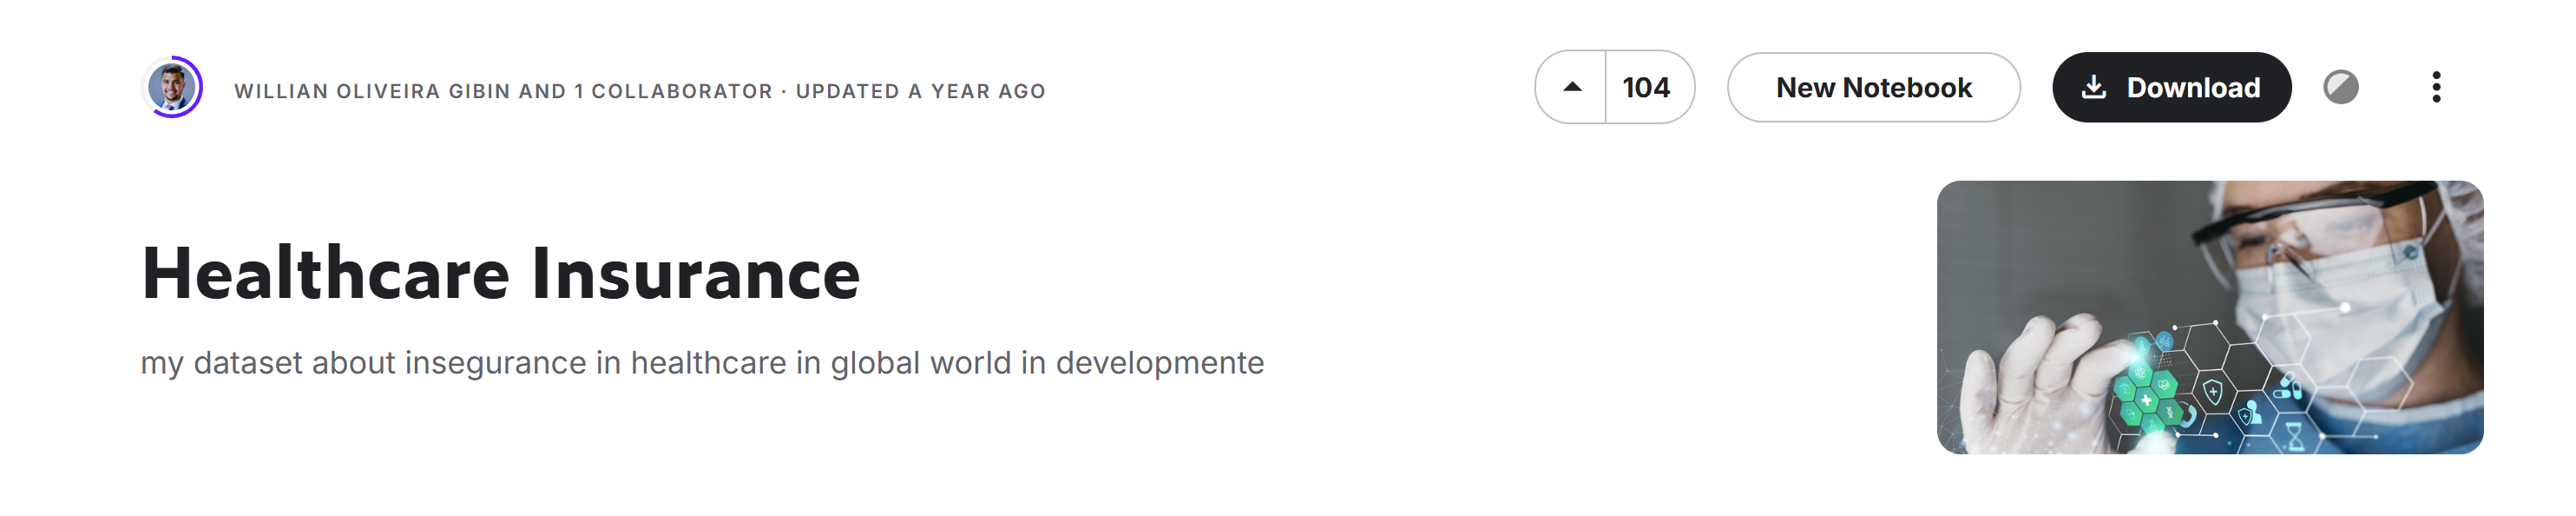 WILLIAN OLIVEIRA GIBIN AND 1 COLLABORATOR · UPDATED A YEAR AGO
104
New Notebook
Download
Healthcare Insurance
my dataset about insegurance in healthcare in global world in developmente